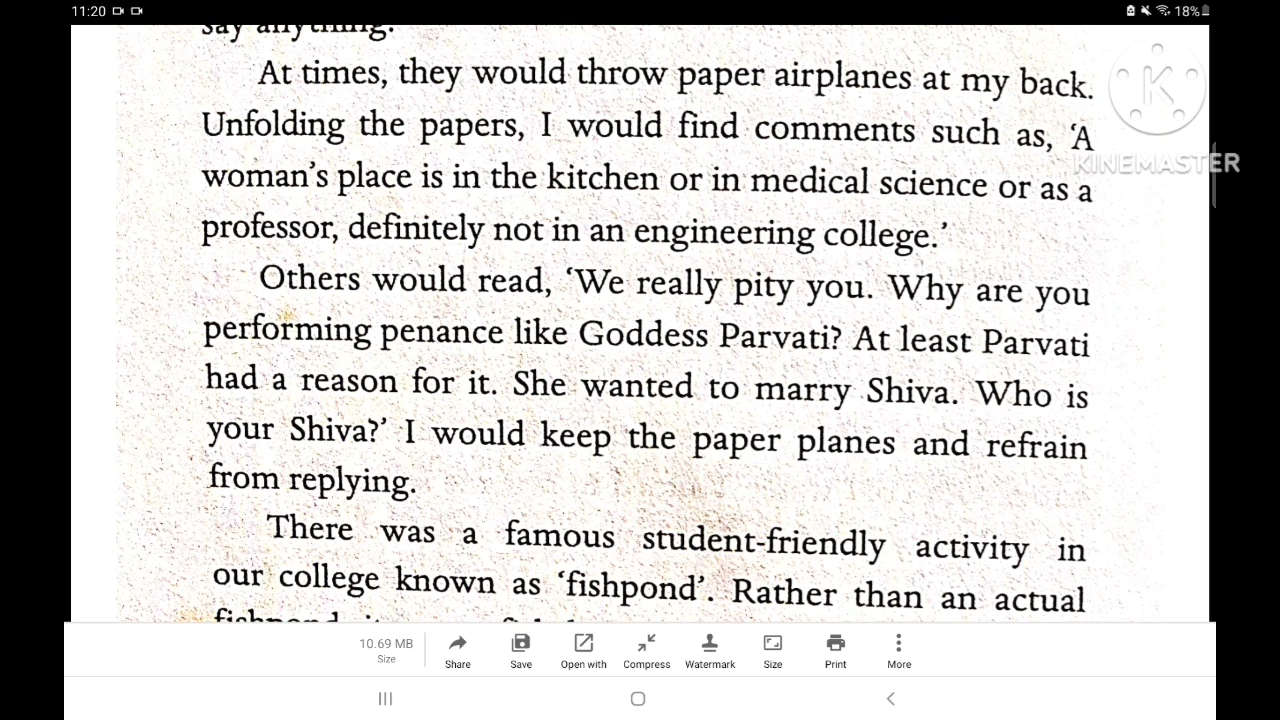 11:20
18%
say anything.
At times, they would throw paper airplanes at my back.
Unfolding the papers, I would find comments such as, ‘A
woman’s place is in the kitchen or in medical science or as a
professor, definitely not in an engineering college.’
Others would read, ‘We really pity you. Why are you
performing penance like Goddess Parvati? At least Parvati
had a reason for it. She wanted to marry Shiva. Who is
your Shiva?’ I would keep the paper planes and refrain
from replying.
There was a famous student-friendly activity in
our college known as ‘fishpond’. Rather than an actual
K
KINEMASTER
10.69 MB
Size
Share
Save
Open with
Compress
Watermark
Size
Print
More